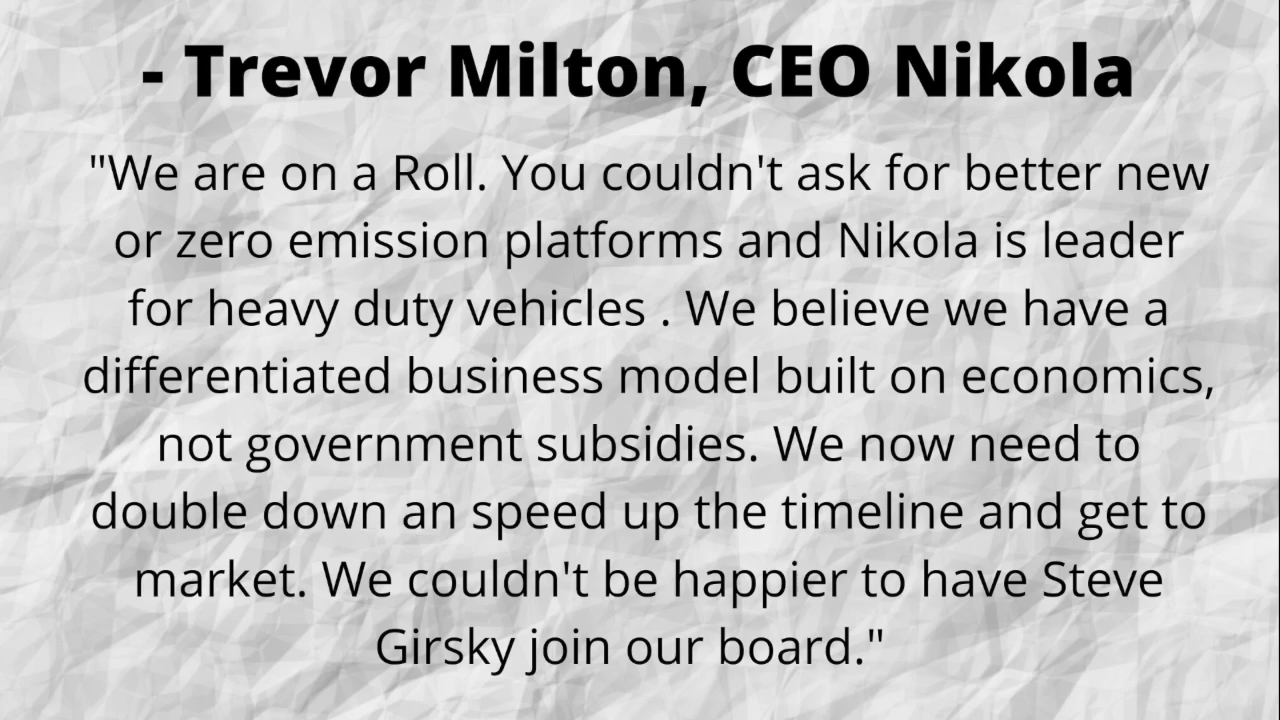 - Trevor Milton, CEO Nikola
"We are on a Roll. You couldn't ask for better new
or zero emission platforms and Nikola is leader
for heavy duty vehicles . We believe we have a
differentiated business model built on economics,
not government subsidies. We now need to
double down an speed up the timeline and get to
market. We couldn't be happier to have Steve
Girsky join our board."